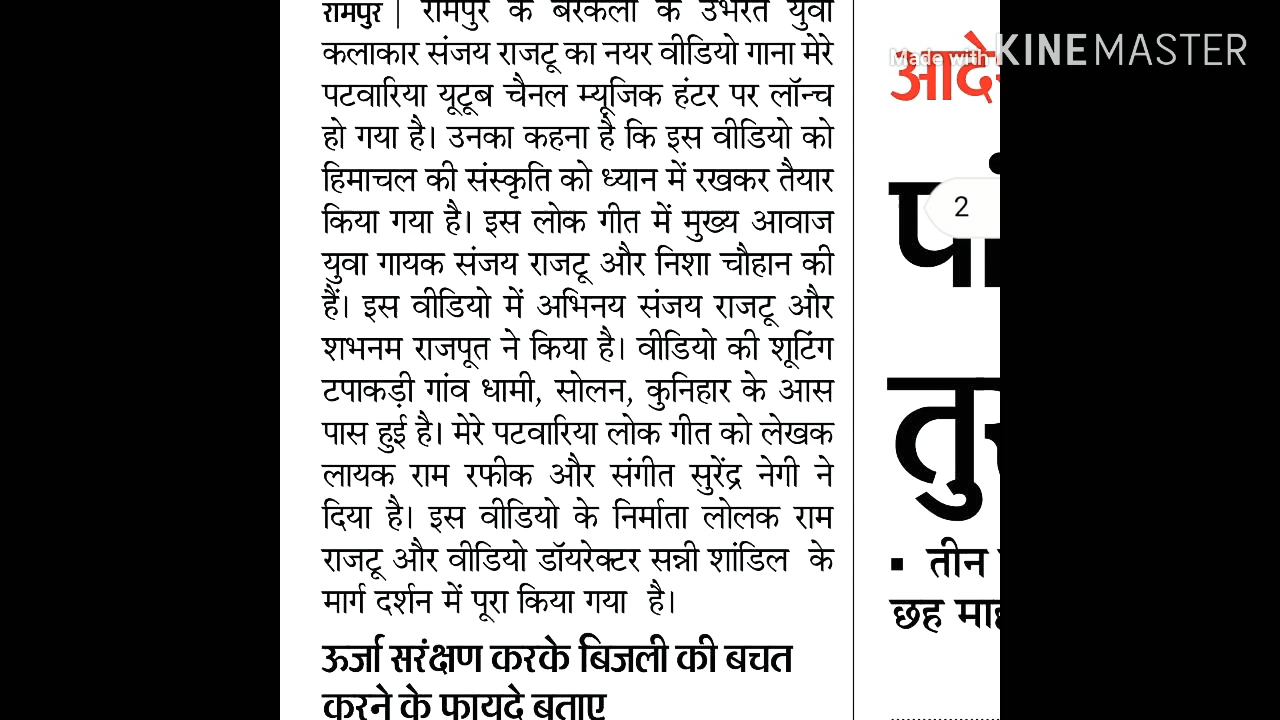 रामपुर | रामपुर के बरकला के उभरते युवा
कलाकार संजय राजटू का नयर वीडियो गाना मेरे
पटवारिया यूटूब चैनल म्यूजिक हंटर पर लॉन्च
हो गया है। उनका कहना है कि इस वीडियो को
हिमाचल की संस्कृति को ध्यान में रखकर तैयार
किया गया है। इस लोक गीत में मुख्य आवाज
युवा गायक संजय राजटू और निशा चौहान की
हैं। इस वीडियो में अभिनय संजय राजटू और
शभनम राजपूत ने किया है। वीडियो की शूटिंग
टपाकड़ी गांव धामी, सोलन, कुनिहार के आस
पास हुई है। मेरे पटवारिया लोक गीत को लेखक
लायक राम रफीक और संगीत सुरेंद्र नेगी ने
दिया है। इस वीडियो के निर्माता लोलक राम
राजटू और वीडियो डॉयरेक्टर सन्नी शांडिल के
मार्ग दर्शन में पूरा किया गया है।
ऊर्जा सरंक्षण करके बिजली की बचत
करने के फायदे बताए
Made with KINEMASTER
2
▪ तीन
छह